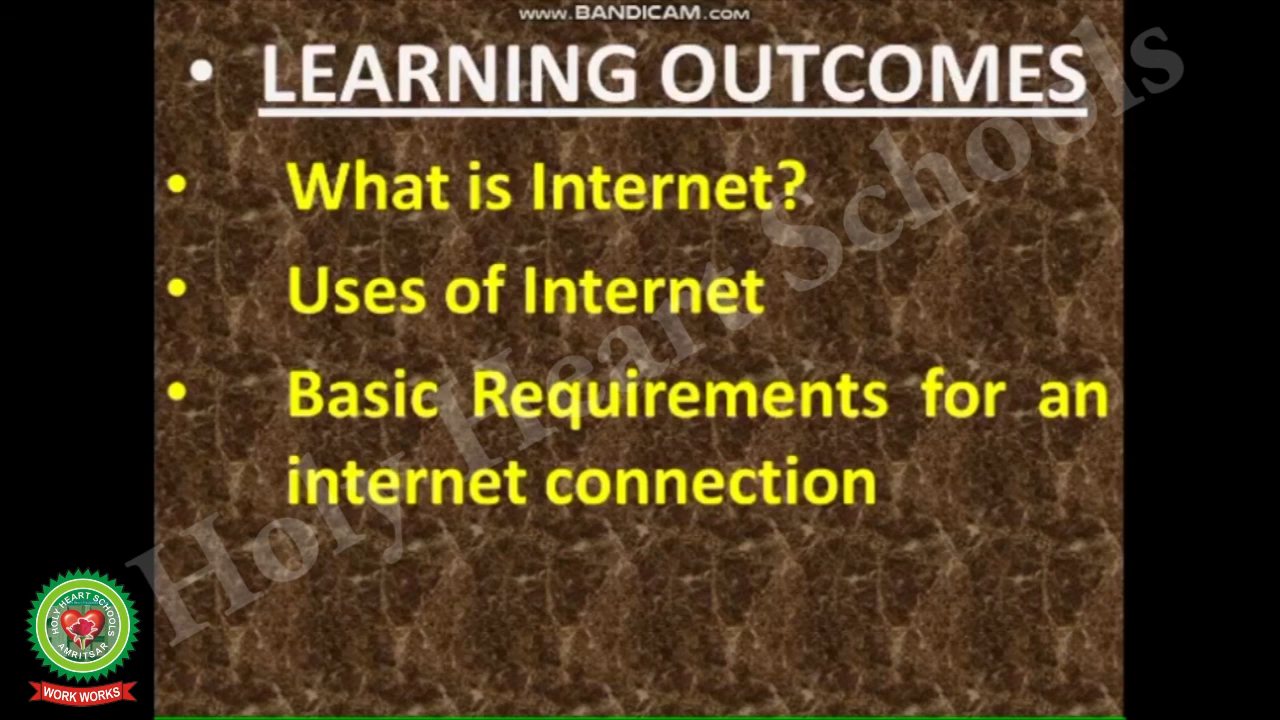 www.BANDICAM.com
• LEARNING OUTCOMES
• What is Internet?
• Uses of Internet
• Basic Requirements for an
internet connection
Holy Heart Schools
HOLY HEART SCHOOLS
AMRITSAR
WORK WORKS